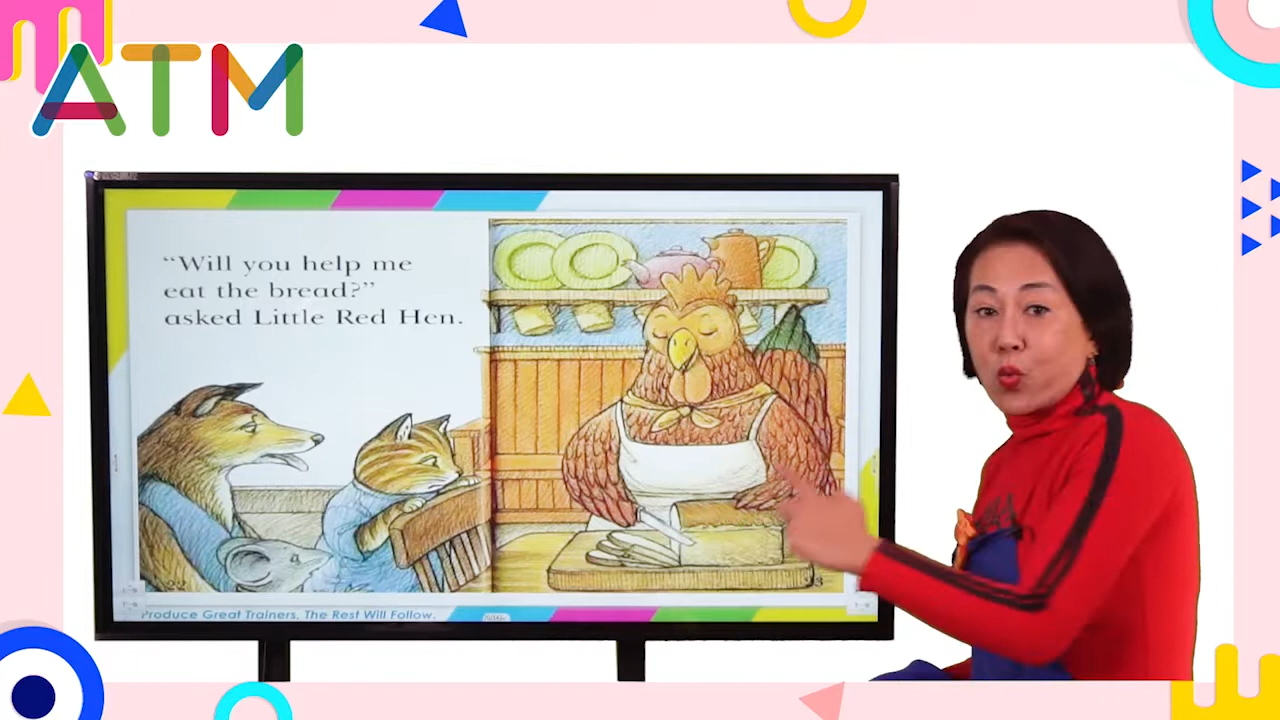 ATM
“Will you help me
eat the bread?”
asked Little Red Hen.
Produce Great Trainers, The Rest Will Follow.